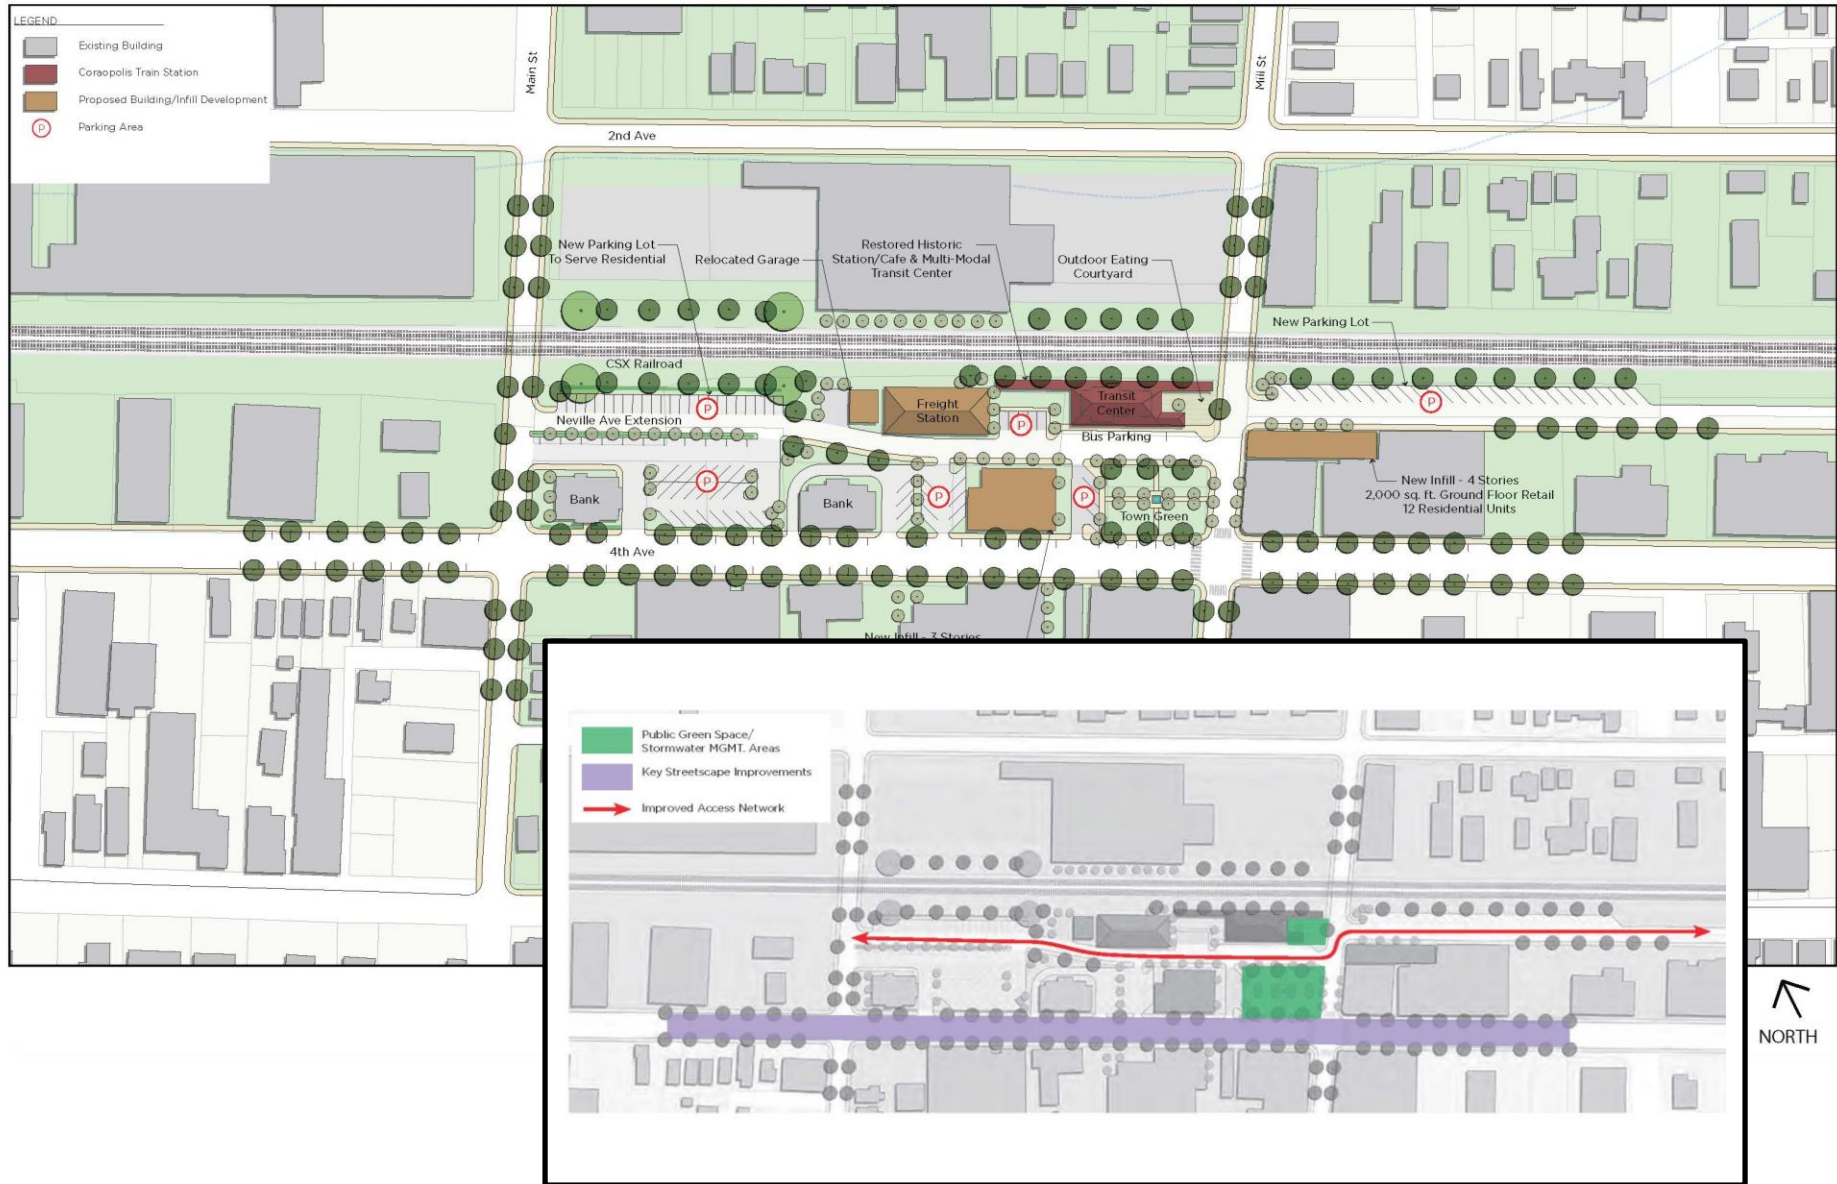 LEGEND
Existing Building
Coraopolis Train Station
Proposed Building/Infill Development
P
Parking Area
Main St
Mill St
2nd Ave
New Parking Lot
To Serve Residential
Relocated Garage
Restored Historic
Station/Cafe & Multi-Modal
Transit Center
Outdoor Eating
Courtyard
New Parking Lot
CSX Railroad
P
Neville Ave Extension
Freight
Station
P
Transit
Center
Bus Parking
P
P
Bank
Bank
P
P
Town Green
New Infill - 4 Stories
2,000 sq. ft. Ground Floor Retail
12 Residential Units
4th Ave
New Infill - 3 Stories
Public Green Space/
Stormwater MGMT. Areas
Key Streetscape Improvements
Improved Access Network
NORTH